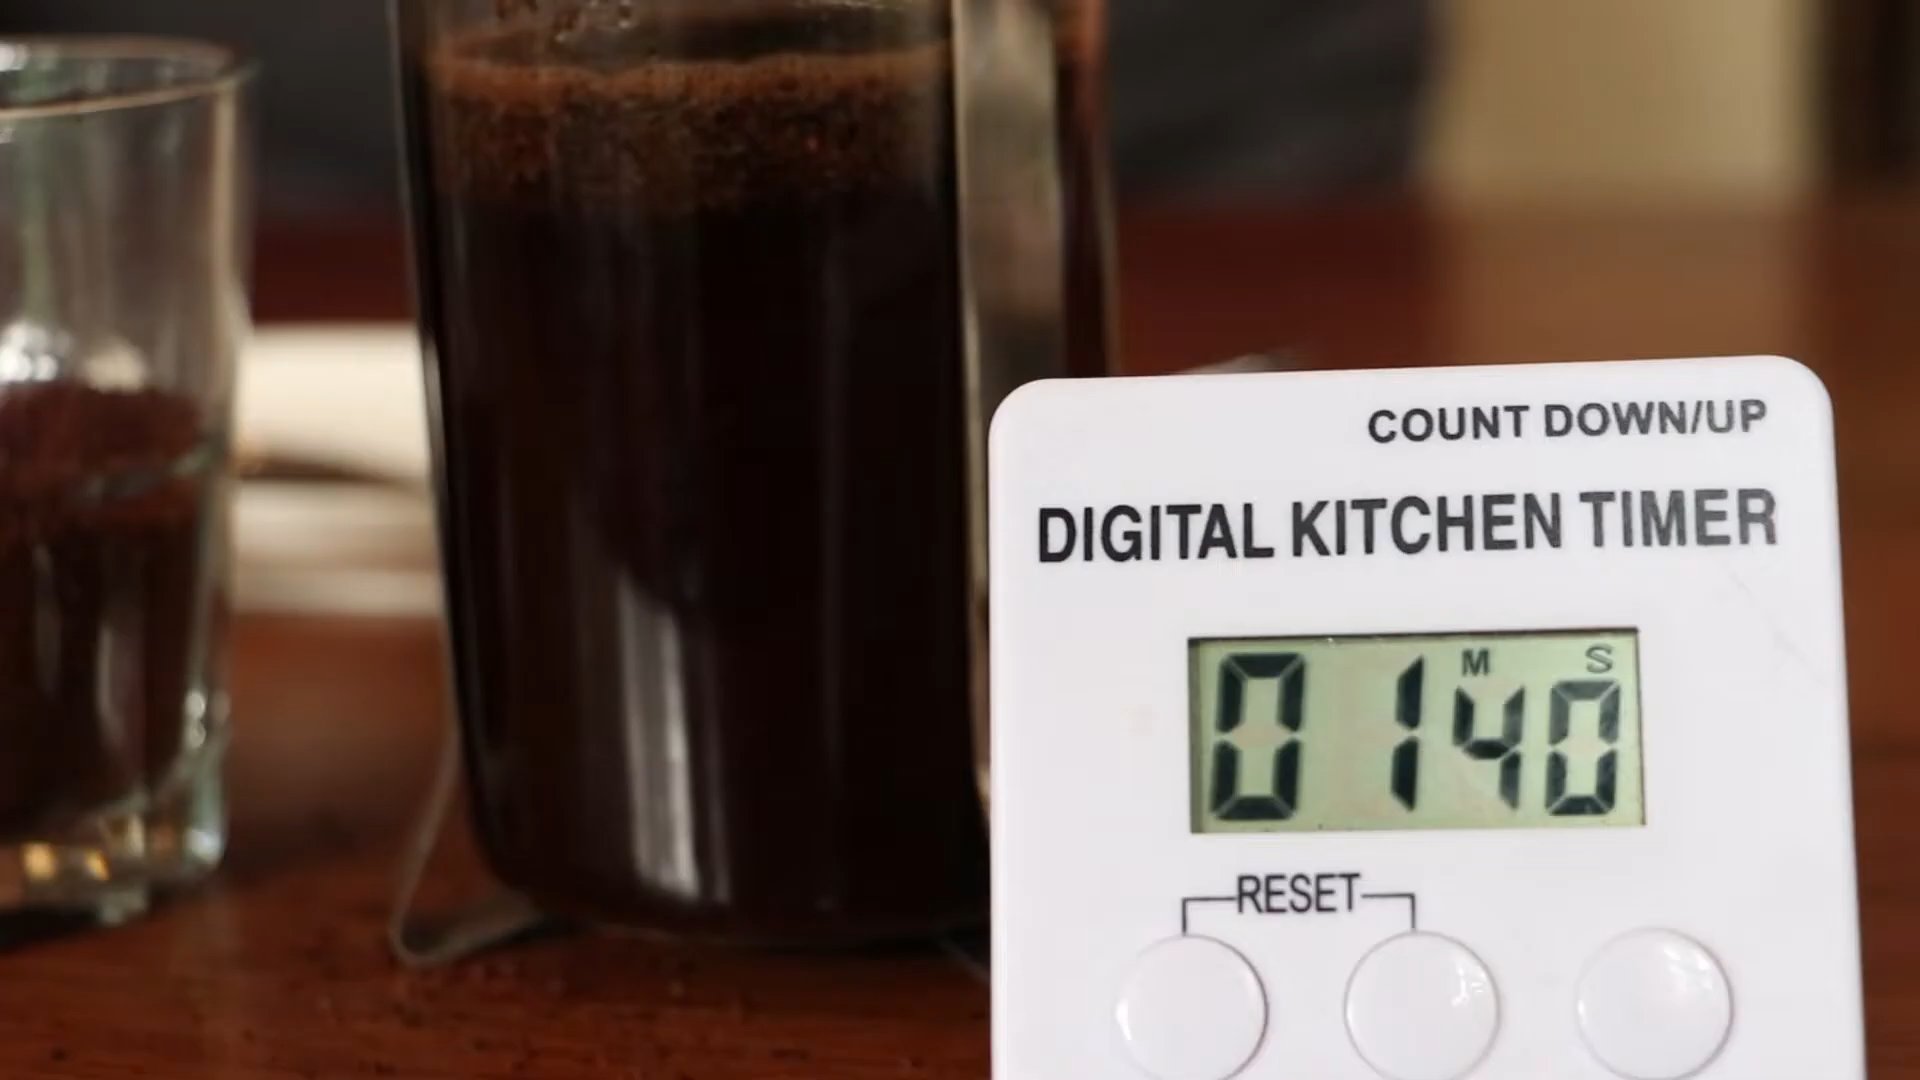 COUNT DOWN/UP
DIGITAL KITCHEN TIMER
M S
01 40
RESET